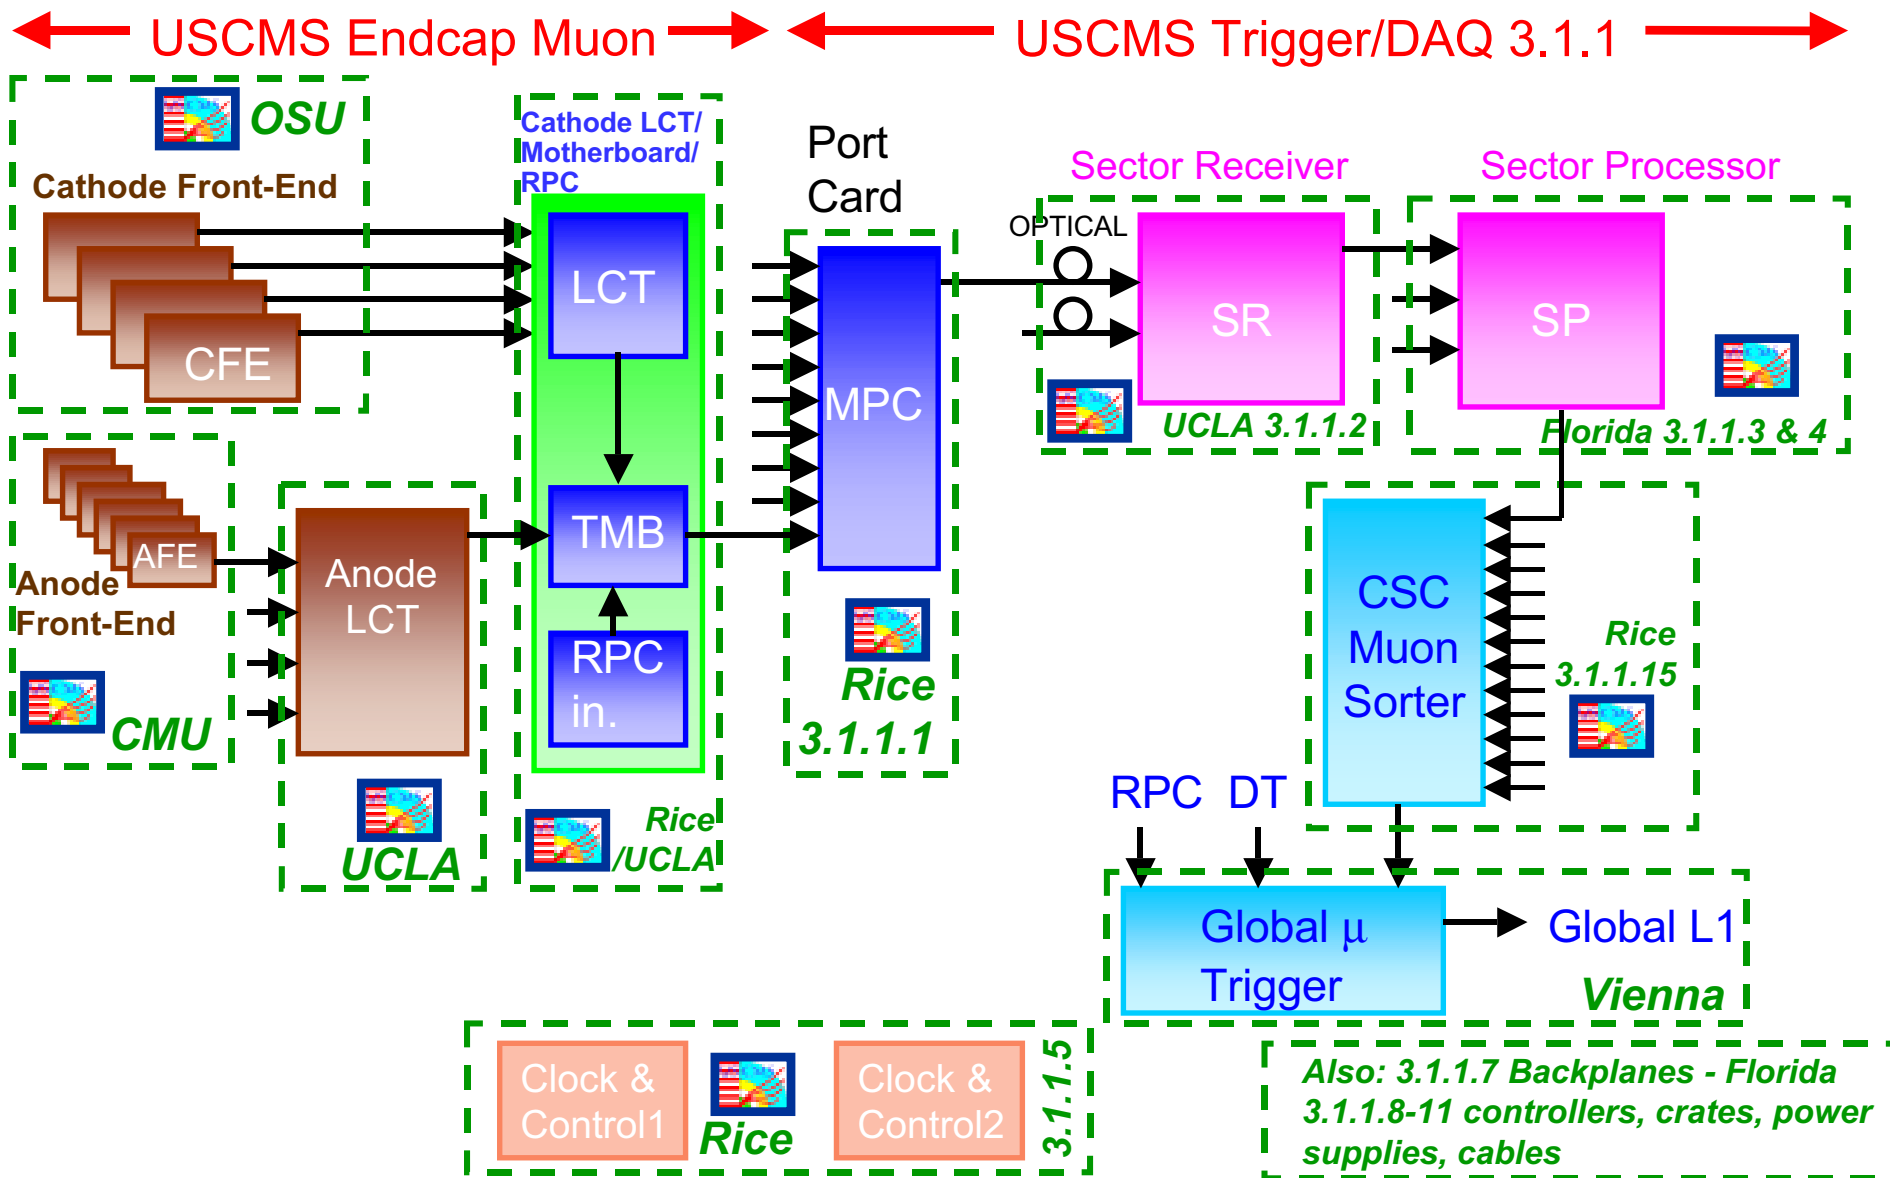 USCMS Endcap Muon
USCMS Trigger/DAQ 3.1.1
OSU
Cathode Front-End
CFE
AFE
Anode
Front-End
CMU
Anode
LCT
UCLA
Cathode LCT/
Motherboard/
RPC
LCT
TMB
RPC
in.
Rice
/UCLA
Port
Card
MPC
Rice
3.1.1.1
Sector Receiver
OPTICAL
SR
UCLA 3.1.1.2
Sector Processor
SP
Florida 3.1.1.3 & 4
CSC
Muon
Sorter
Rice
3.1.1.15
RPC DT
Global μ
Trigger
Global L1
Vienna
Clock &
Control1
Rice
Clock &
Control2
3.1.1.5
Also: 3.1.1.7 Backplanes - Florida
3.1.1.8-11 controllers, crates, power
supplies, cables